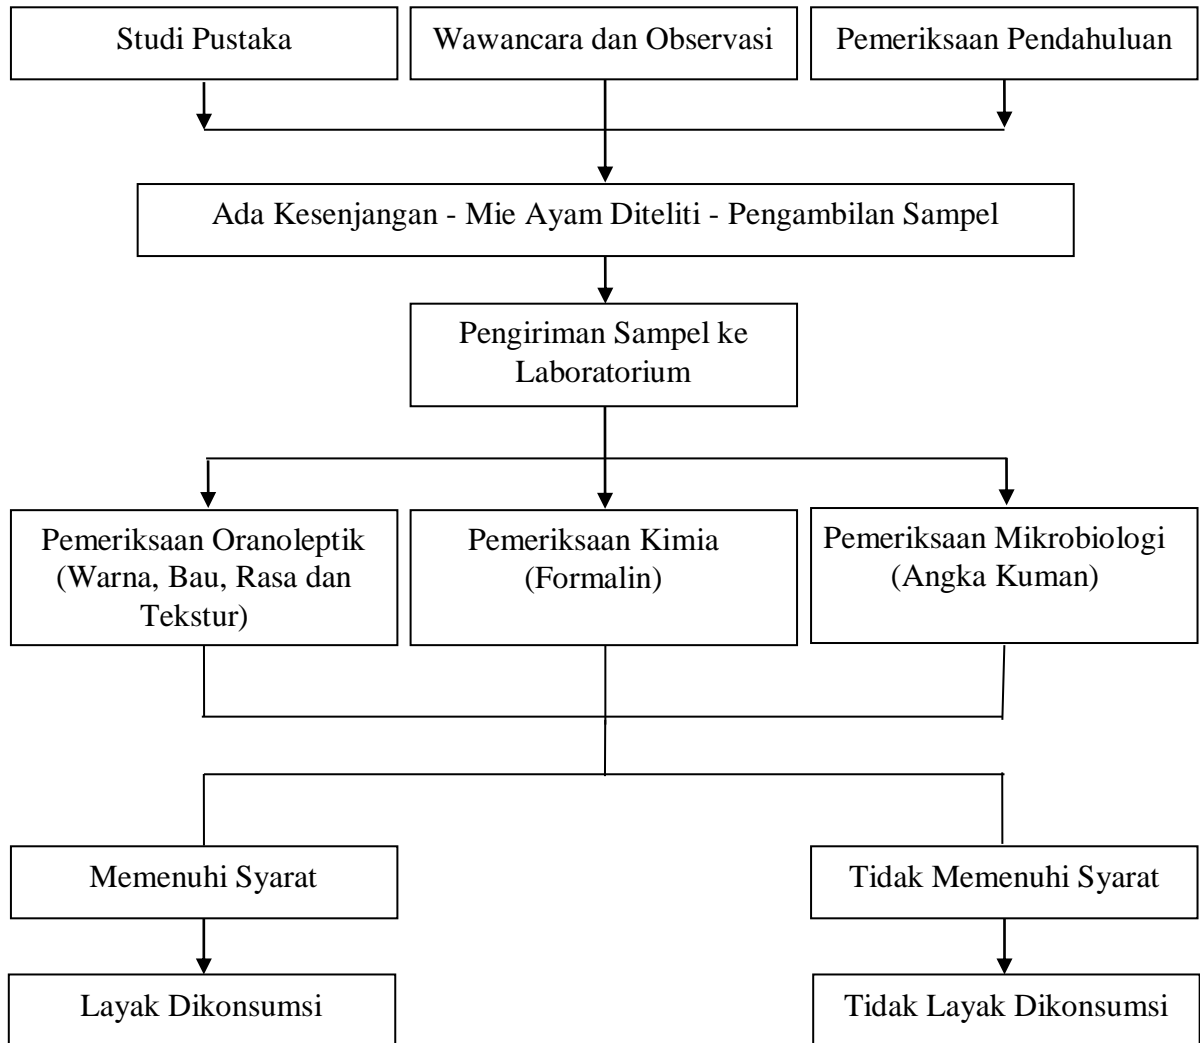 Studi Pustaka
Wawancara dan Observasi
Pemeriksaan Pendahuluan
Ada Kesenjangan - Mie Ayam Diteliti - Pengambilan Sampel
Pengiriman Sampel ke
Laboratorium
Pemeriksaan Oranoleptik
(Warna, Bau, Rasa dan
Tekstur)
Pemeriksaan Kimia
(Formalin)
Pemeriksaan Mikrobiologi
(Angka Kuman)
Memenuhi Syarat
Tidak Memenuhi Syarat
Layak Dikonsumsi
Tidak Layak Dikonsumsi